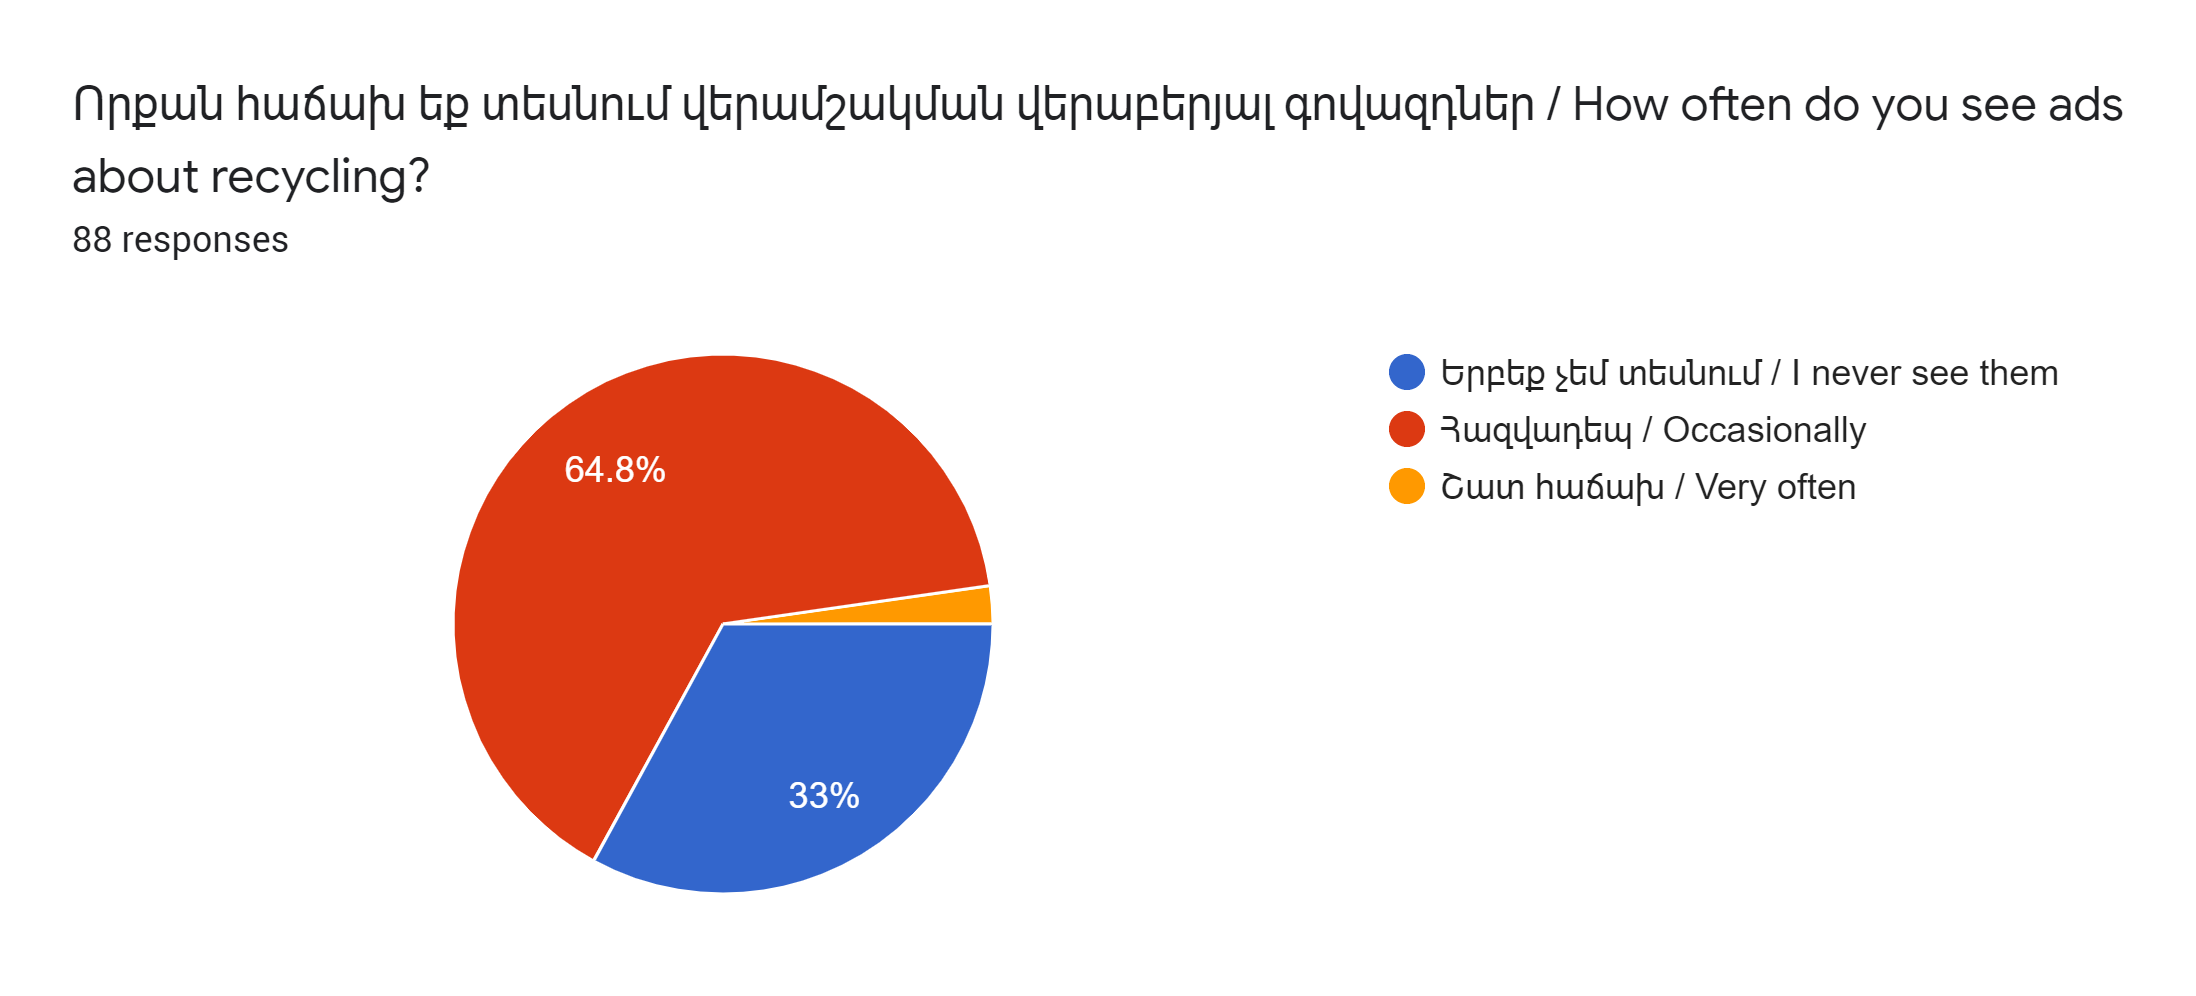 Որքան հաճախ եք տեսնում վերամշակման վերաբերյալ գովազդներ / How often do you see ads
about recycling?
88 responses
64.8%
33%
Երբեք չեմ տեսնում / I never see them
Հազվադեպ / Occasionally
Շատ հաճախ / Very often